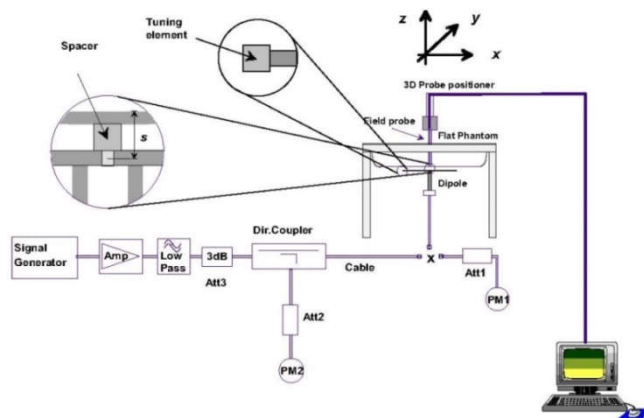 Tuning
element
Spacer
s
z
y
x
3D Probe positioner
Field probe
Flat Phantom
Dipole
Signal
Generator
Amp
Low
Pass
3dB
Att3
Dir.Coupler
Cable
x
Att1
PM1
Att2
PM2